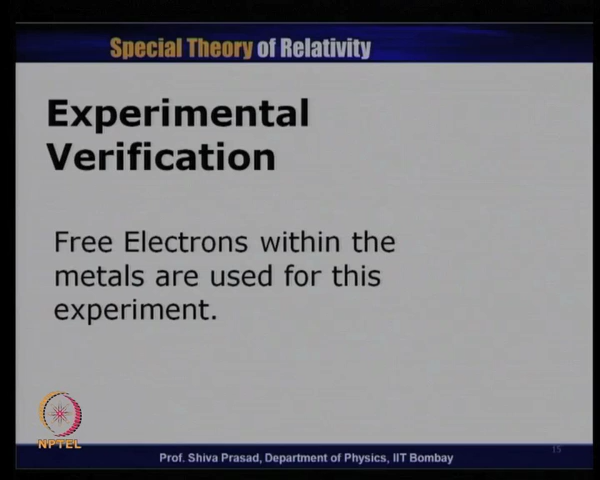 Special Theory of Relativity
Experimental
Verification
Free Electrons within the
metals are used for this
experiment.
NPTEL
15
Prof. Shiva Prasad, Department of Physics, IIT Bombay